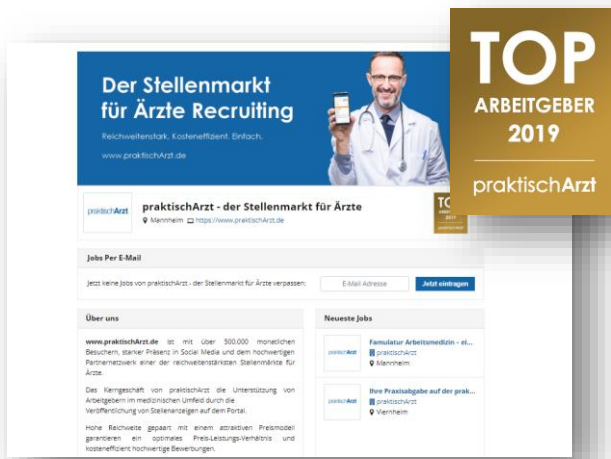 TOP
ARBEITGEBER
2019
praktischArzt
Der Stellenmarkt
für Ärzte Recruiting
Reichweitenstark. Kosteneffizient. Einfach.
www.praktischArzt.de
praktischArzt
praktischArzt - der Stellenmarkt für Ärzte
Mannheim https://www.praktischArzt.de
TOP
2019
Jobs Per E-Mail
Jetzt keine Jobs von praktischArzt - der Stellenmarkt für Ärzte verpassen:
E-Mail Adresse
Jetzt eintragen
Über uns
www.praktischArzt.de ist mit über 500.000 monatlichen
Besuchern, starker Präsenz in Social Media und dem hochwertigen
Partnernetzwerk einer der reichweitenstärksten Stellenmärkte für
Ärzte.
Das Kerngeschäft von praktischArzt die Unterstützung von
Arbeitgebern im medizinischen Umfeld durch die
Veröffentlichung von Stellenanzeigen auf dem Portal.
Hohe Reichweite gepaart mit einem attraktiven Preismodell
garantieren ein optimales Preis-Leistungs-Verhältnis und
kosteneffizient hochwertige Bewerbungen.
Neueste Jobs
praktischArzt
Famulatur Arbeitsmedizin – ei...
praktischArzt
Mannheim
praktischArzt
Ihre Praxisabgabe auf der prak...
praktischArzt
Viernheim